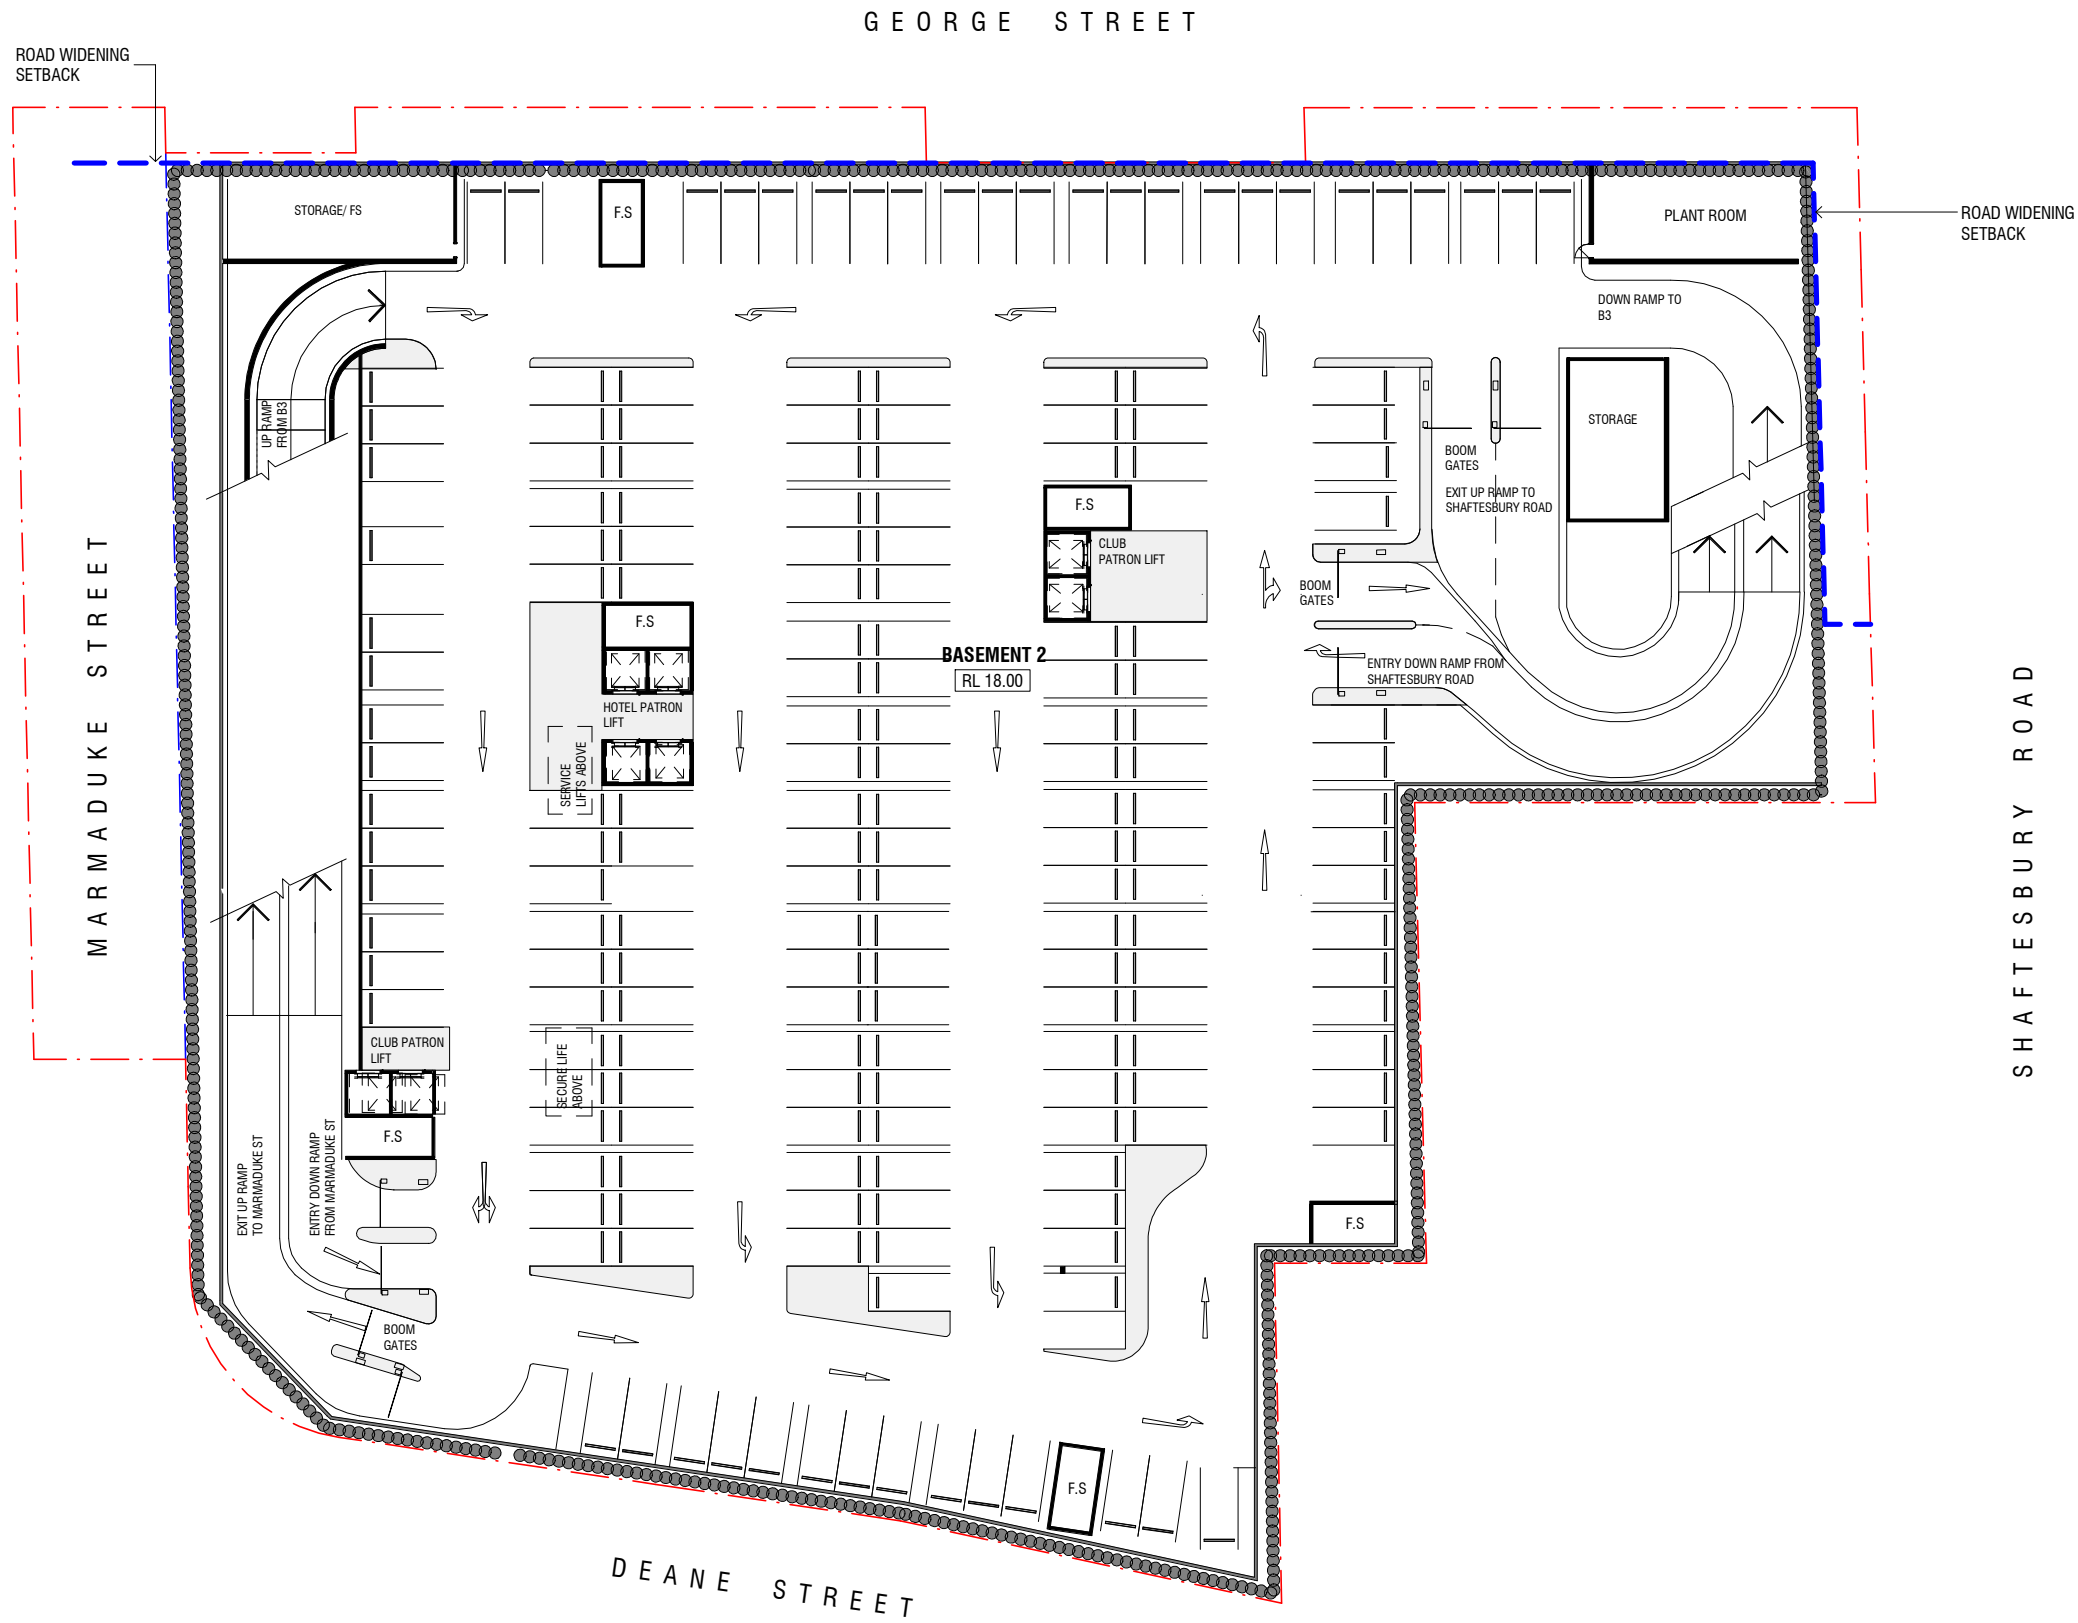 GEORGE STREET
ROAD WIDENING
SETBACK
STORAGE/ FS
F.S
PLANT ROOM
ROAD WIDENING
SETBACK
DOWN RAMP TO
B3
UP RAMP
FROM B3
STORAGE
BOOM
GATES
EXIT UP RAMP TO
SHAFTESBURY ROAD
F.S
CLUB
PATRON LIFT
BOOM
GATES
F.S
BASEMENT 2
RL 18.00
ENTRY DOWN RAMP FROM
SHAFTESBURY ROAD
HOTEL PATRON
LIFT
SERVICE
LIFTS ABOVE
MARMADUKE STREET
SHAFTESBURY ROAD
CLUB PATRON
LIFT
SECURE LIFE
ABOVE
F.S
EXIT UP RAMP
TO MARMADUKE ST
ENTRY DOWN RAMP
FROM MARMADUKE ST
F.S
BOOM
GATES
F.S
DEANE STREET